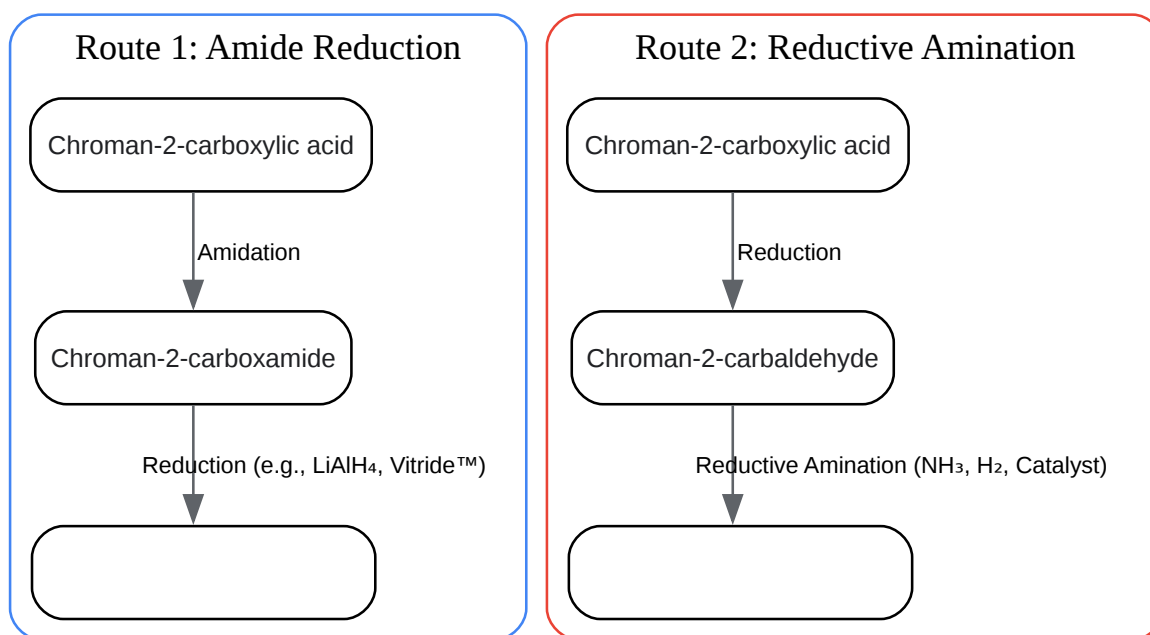 Route 1: Amide Reduction
Chroman-2-carboxylic acid
Amidation
Chroman-2-carboxamide
Reduction (e.g., LiAlH₄, Vitride™)
Route 2: Reductive Amination
Chroman-2-carboxylic acid
Reduction
Chroman-2-carbaldehyde
Reductive Amination (NH₃, H₂, Catalyst)